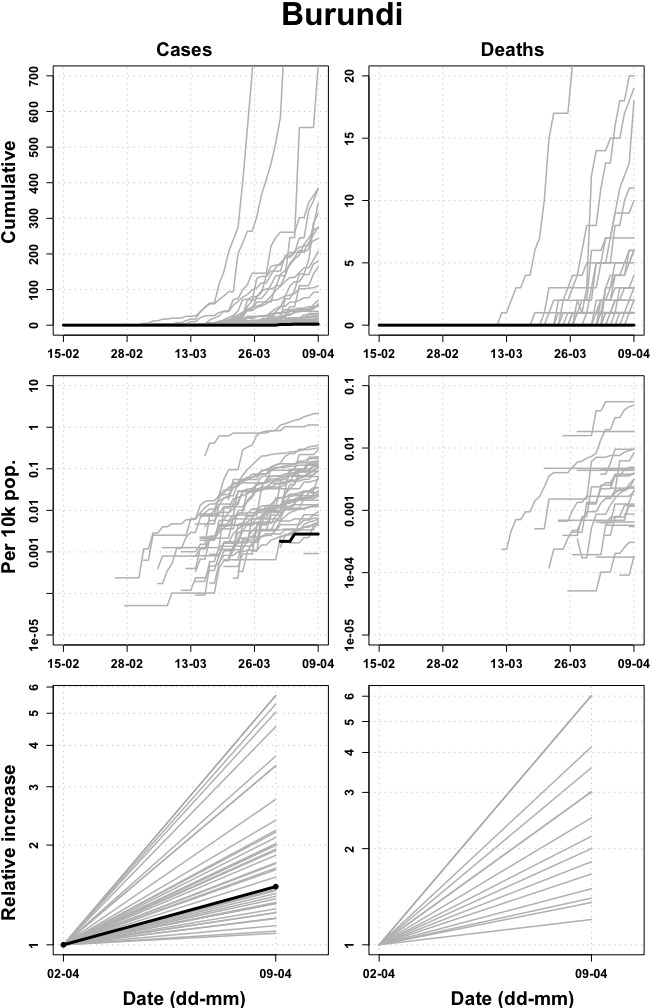 Burundi
Cases
Deaths
Cumulative
700
600
500
400
300
200
100
0
15-02 28-02 13-03 26-03 09-04
20
15
10
5
0
15-02 28-02 13-03 26-03 09-04
Per 10k pop.
10
1
0.1
0.01
0.001
1e-05
15-02 28-02 13-03 26-03 09-04
0.1
0.01
0.001
1e-04
1e-05
15-02 28-02 13-03 26-03 09-04
Relative increase
6
5
4
3
2
1
02-04 09-04
Date (dd-mm)
6
5
4
3
2
1
02-04 09-04
Date (dd-mm)